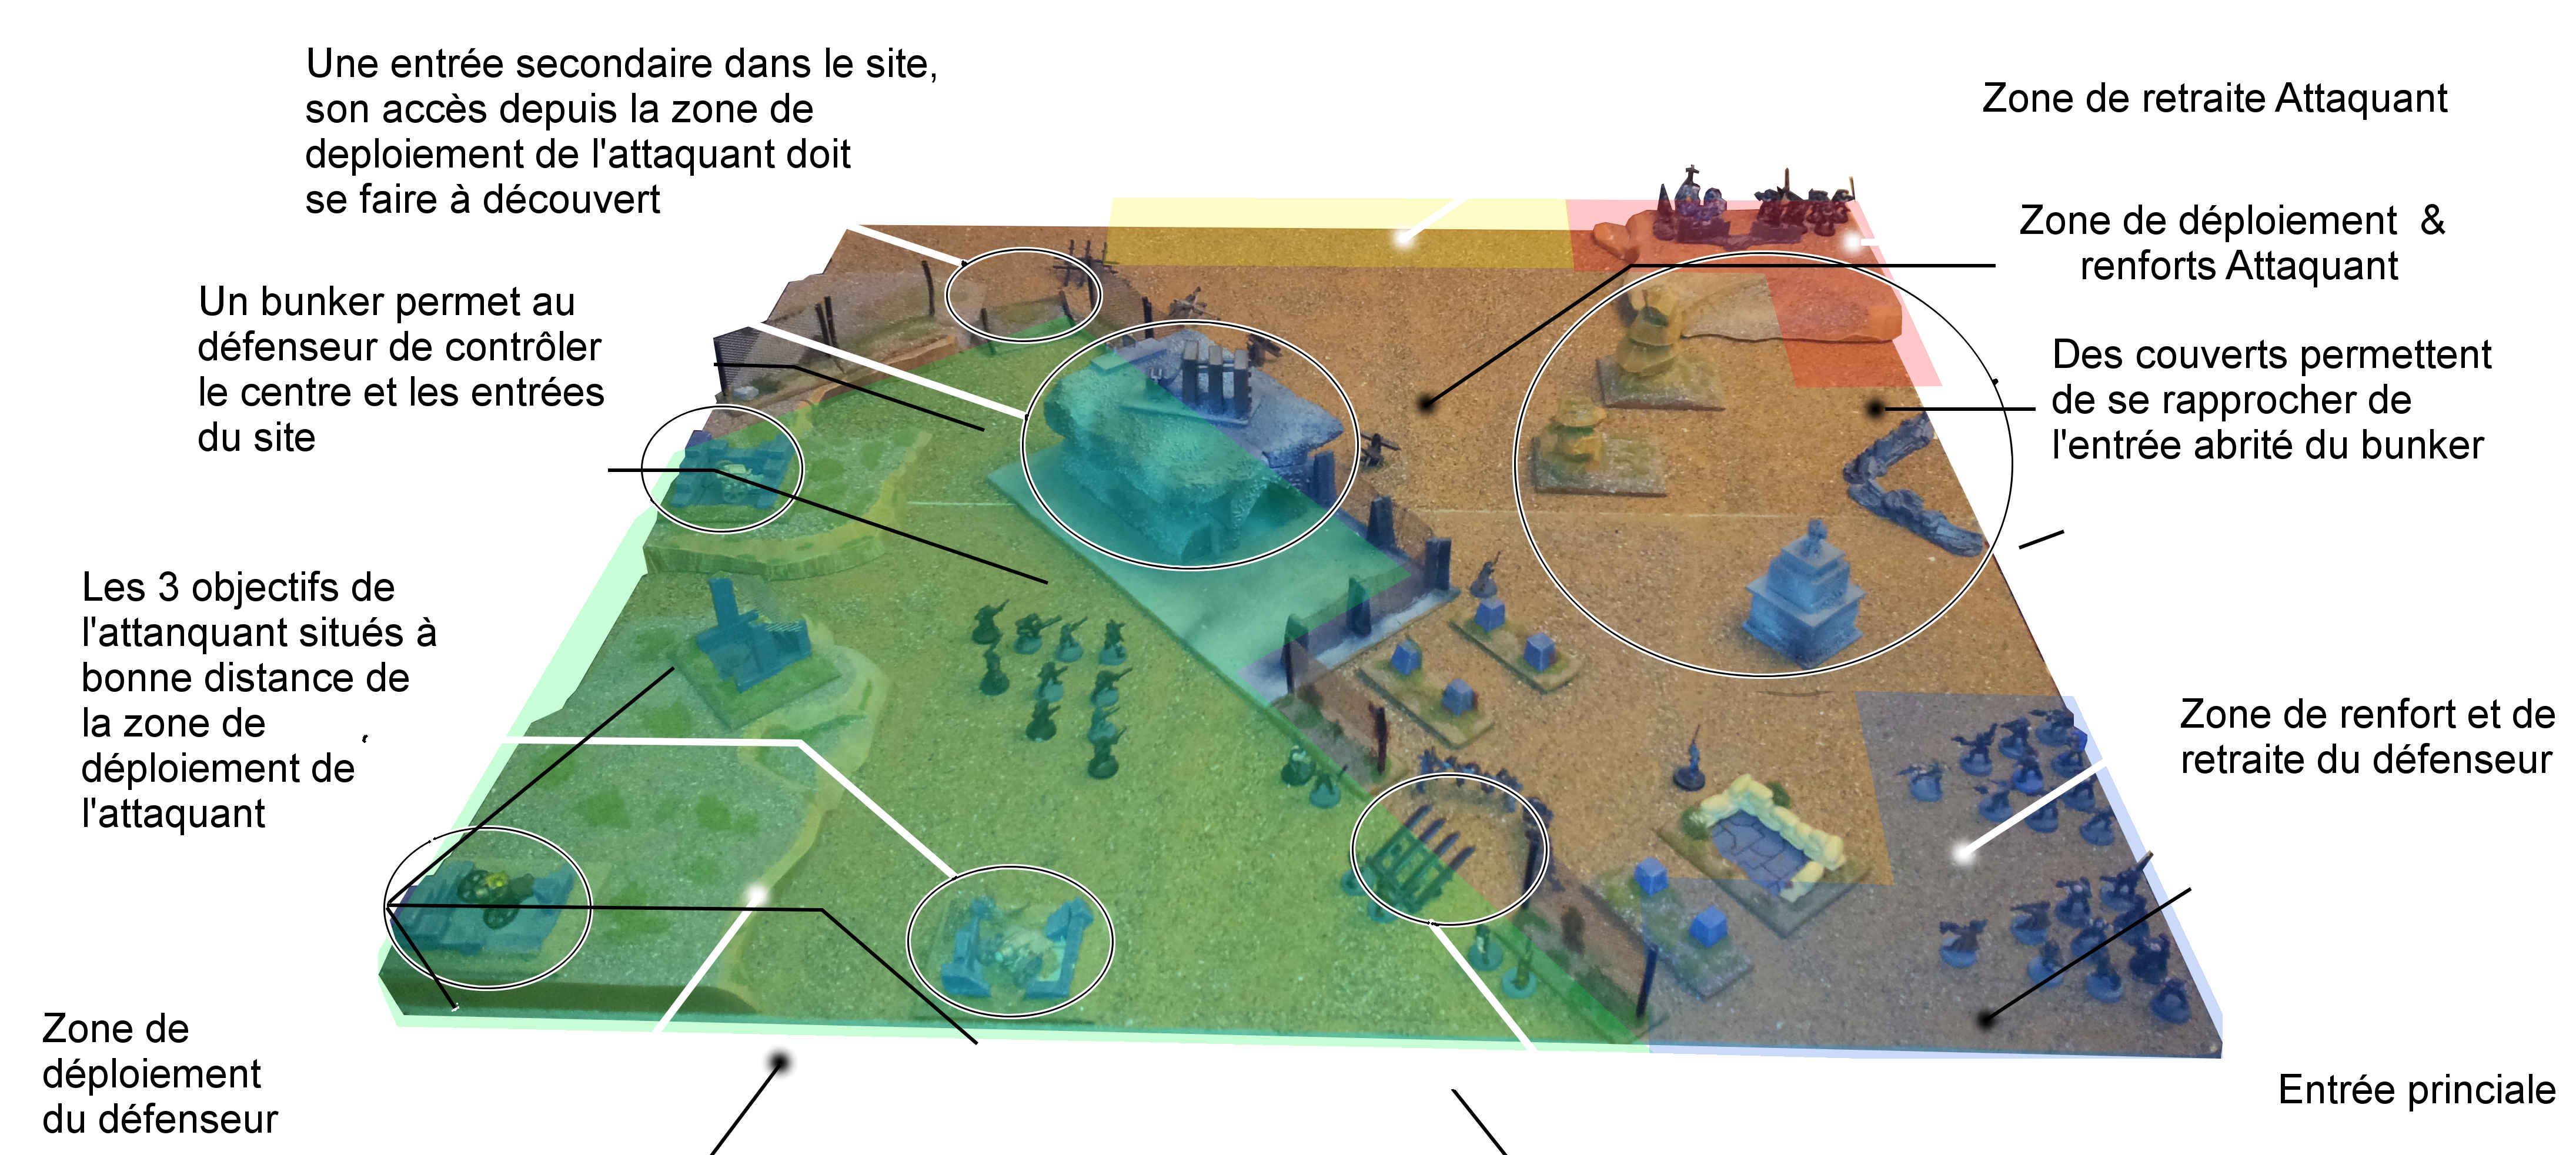 Une entrée secondaire dans le site,
son accès depuis la zone de
deploiement de l'attaquant doit
se faire à découvert
Zone de retraite Attaquant
Zone de déploiement &
renforts Attaquant
Un bunker permet au
défenseur de contrôler
le centre et les entrées
du site
Des couverts permettent
de se rapprocher de
l'entrée abrité du bunker
Les 3 objectifs de
l'attanquant situés à
bonne distance de
la zone de
déploiement de
l'attaquant
Zone de renfort et de
retraite du défenseur
Zone de
déploiement
du défenseur
Entrée princiale